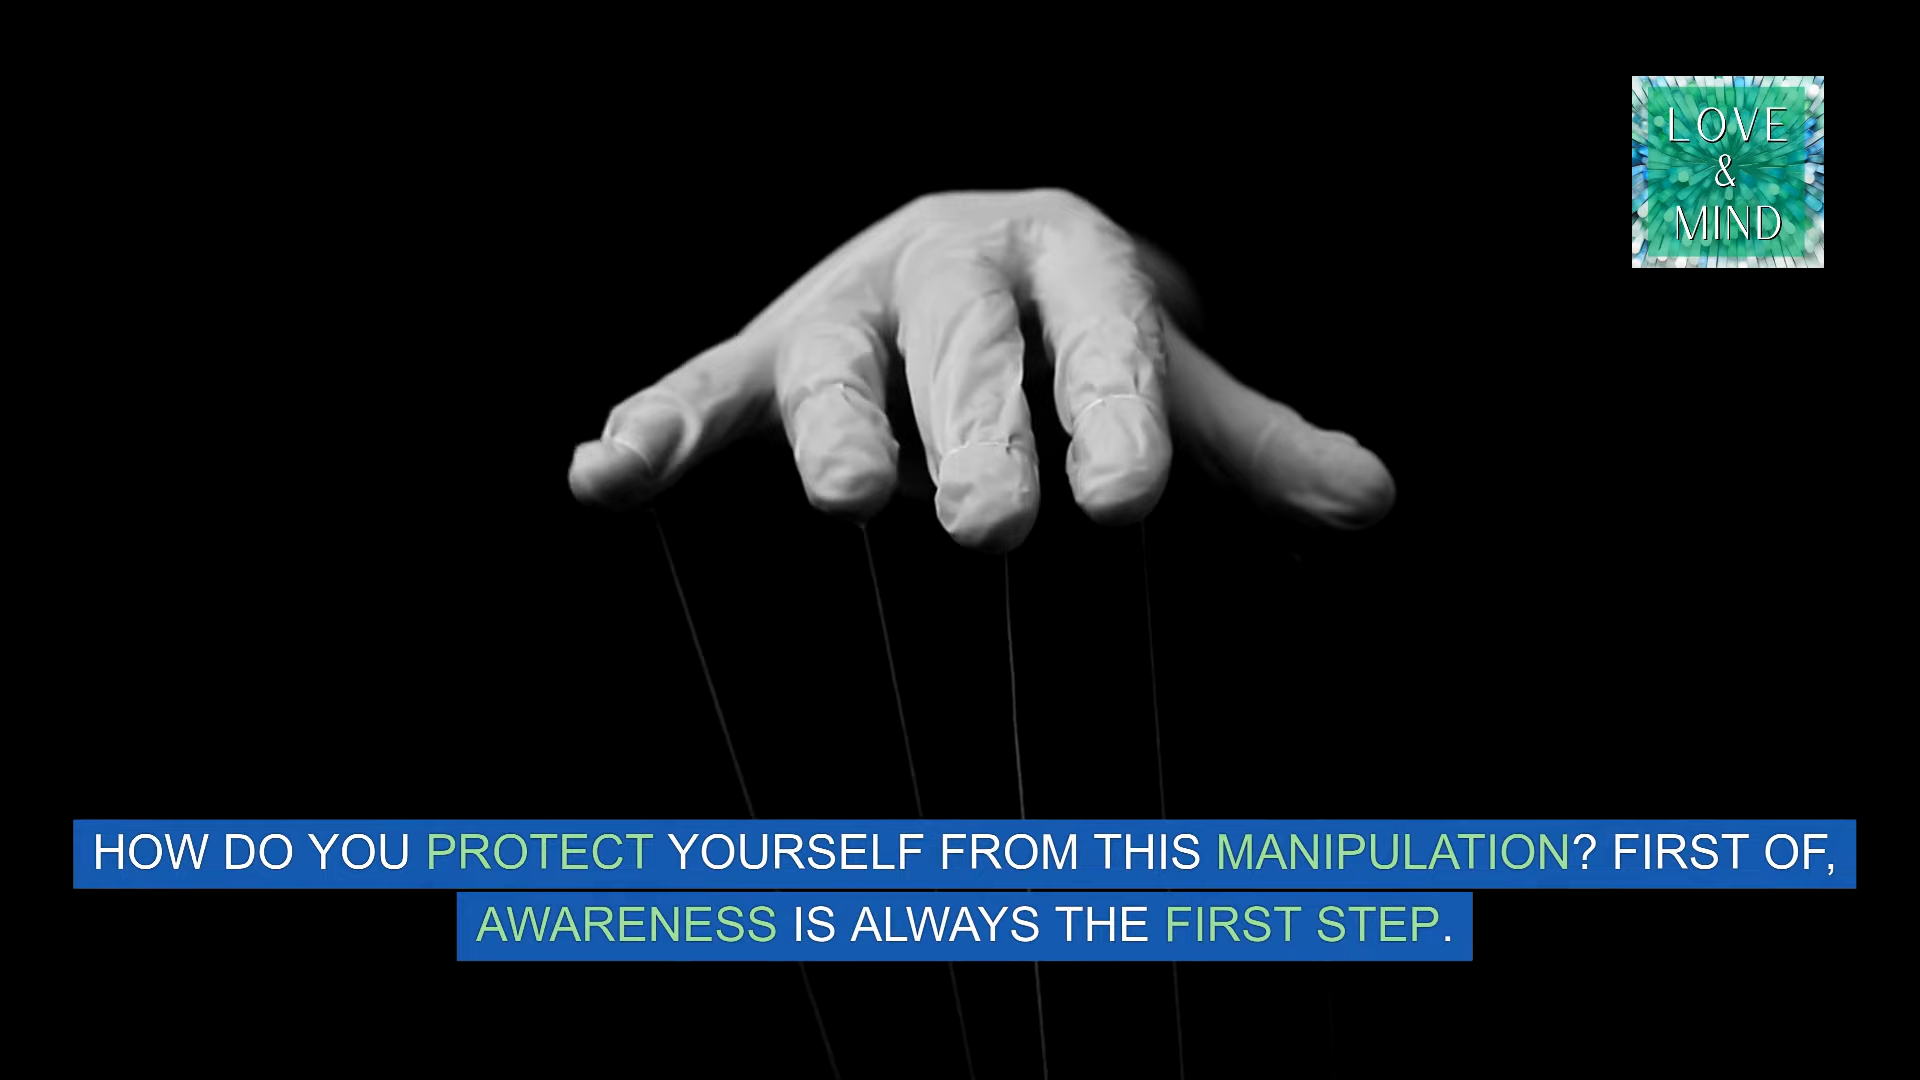 LOVE
&
MIND
HOW DO YOU PROTECT YOURSELF FROM THIS MANIPULATION? FIRST OF,
AWARENESS IS ALWAYS THE FIRST STEP.